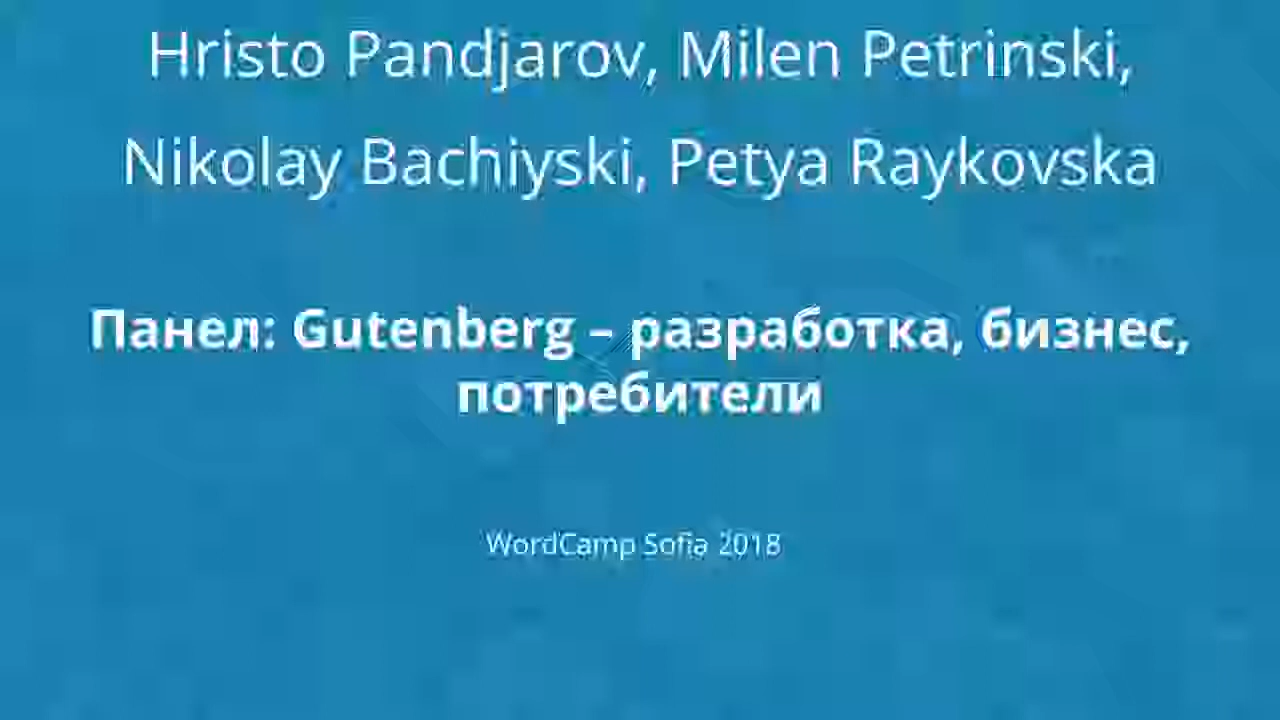 Hristo Pandjarov, Milen Petrinski,
Nikolay Bachiyski, Petya Raykovska
Панел: Gutenberg – разработка, бизнес,
потребители
WordCamp Sofia 2018